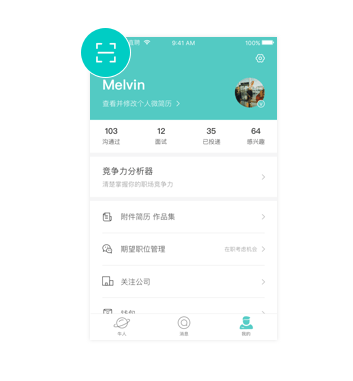 9:41 AM
100%
Melvin
查看并修改个人微简历
103
12
35
64
沟通过
面试
已投递
感兴趣
竞争力分析器
清楚掌握你的职场竞争力
附件简历 作品集
期望职位管理
在职考虑机会
关注公司
牛人
消息
我的